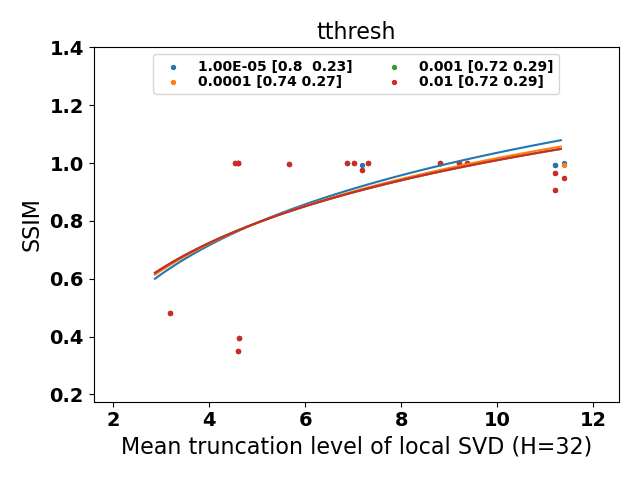 tthresh
1.00E-05 [0.8  0.23]
0.0001 [0.74 0.27]
0.001 [0.72 0.29]
0.01 [0.72 0.29]
SSIM
1.4
1.2
1.0
0.8
0.6
0.4
0.2
2 4 6 8 10 12
Mean truncation level of local SVD (H=32)